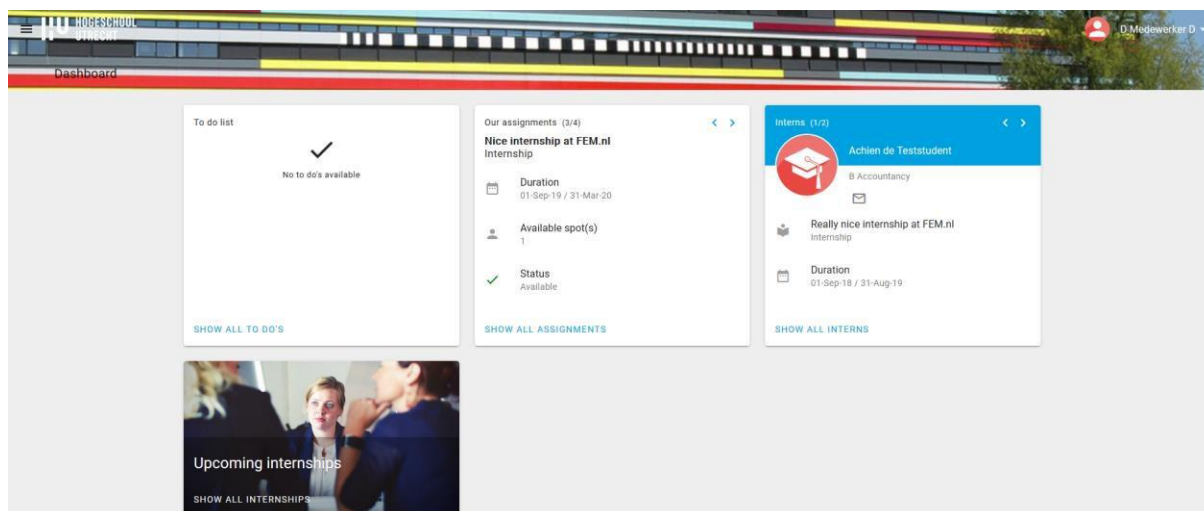 HOGESCHOOL
UTRECHT
D Medewerker D
Dashboard
To do list
No to do's available
SHOW ALL TO DO'S
Our assignments (3/4)
Nice internship at FEM.nl
Internship
Duration
01-Sep-19 / 31-Mar-20
Available spot(s)
1
Status
Available
SHOW ALL ASSIGNMENTS
Interns (1/2)
Achien de Teststudent
B Accountancy
Really nice internship at FEM.nl
Internship
Duration
01-Sep-18 / 31-Aug-19
SHOW ALL INTERNS
Upcoming internships
SHOW ALL INTERNSHIPS